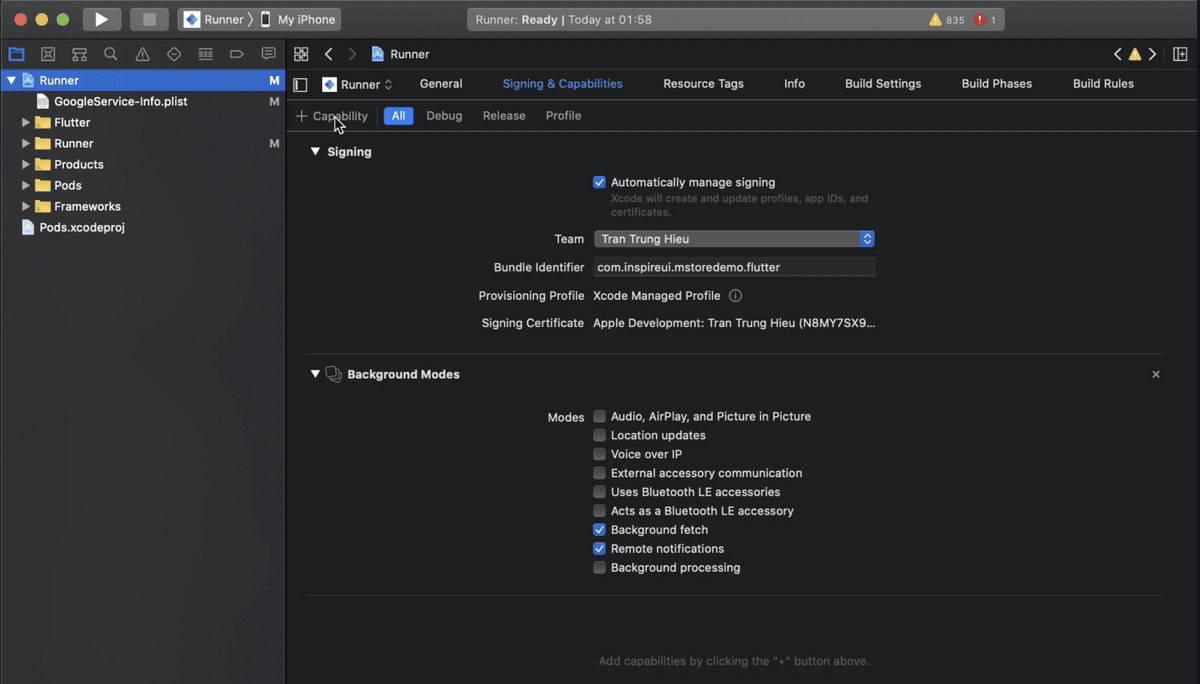 Runner 〉 My iPhone
Runner: Ready | Today at 01:58
835 1
Runner
Runner M
GoogleService-Info.plist M
Flutter
Runner M
Products
Pods
Frameworks
Pods.xcodeproj
Runner General Signing & Capabilities Resource Tags Info Build Settings Build Phases Build Rules
+ Capability All Debug Release Profile
Signing
Automatically manage signing
Xcode will create and update profiles, app IDs, and
certificates.
Team Tran Trung Hieu
Bundle Identifier com.inspireui.mstoredemo.flutter
Provisioning Profile Xcode Managed Profile
Signing Certificate Apple Development: Tran Trung Hieu (N8MY7SX9...
Background Modes
Modes Audio, AirPlay, and Picture in Picture
Location updates
Voice over IP
External accessory communication
Uses Bluetooth LE accessories
Acts as a Bluetooth LE accessory
Background fetch
Remote notifications
Background processing
Add capabilities by clicking the "+" button above.